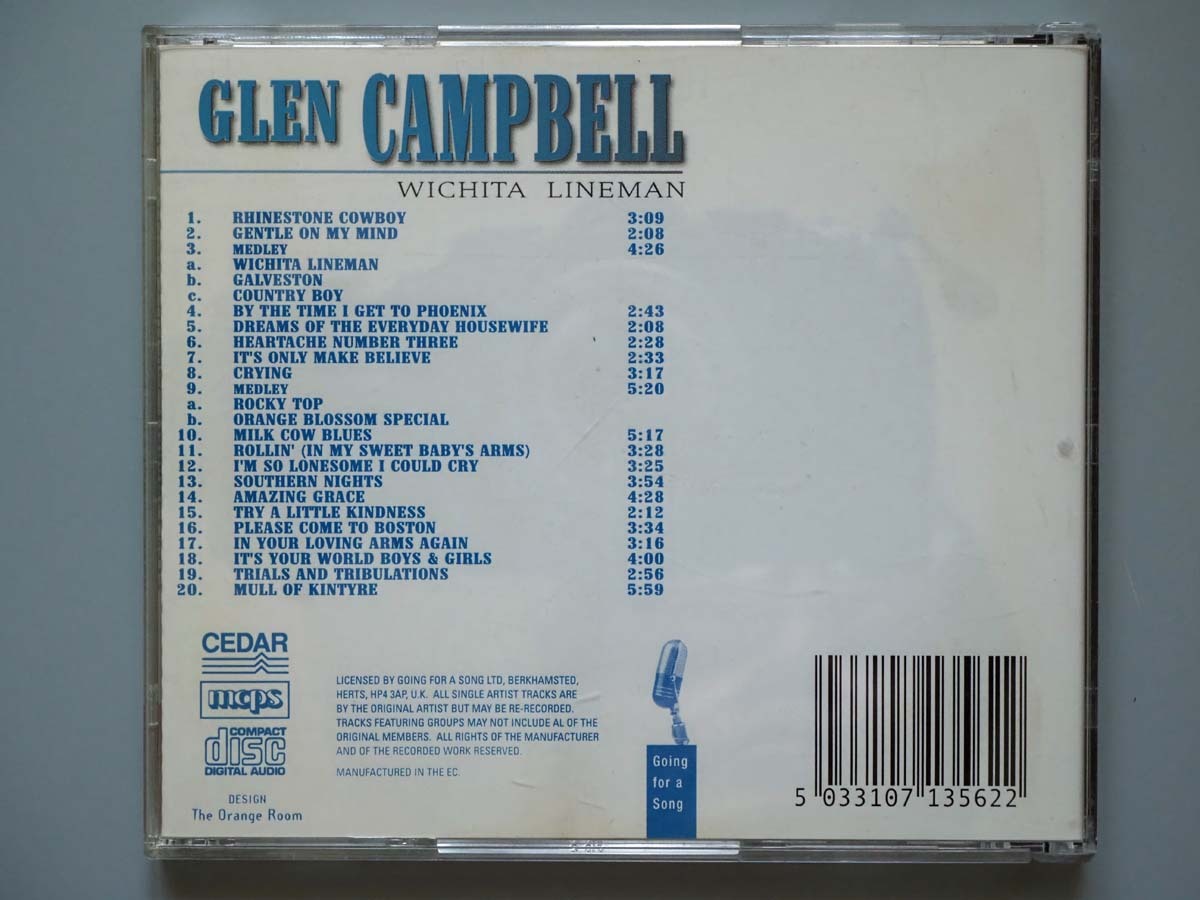 GLEN CAMPBELL
WICHITA LINEMAN
1. RHINESTONE COWBOY 3:09
2. GENTLE ON MY MIND 2:08
3. MEDLEY 4:26
a. WICHITA LINEMAN
b. GALVESTON
c. COUNTRY BOY
4. BY THE TIME I GET TO PHOENIX 2:43
5. DREAMS OF THE EVERYDAY HOUSEWIFE 2:08
6. HEARTACHE NUMBER THREE 2:28
7. IT'S ONLY MAKE BELIEVE 2:33
8. CRYING 3:17
9. MEDLEY 5:20
a. ROCKY TOP
b. ORANGE BLOSSOM SPECIAL
10. MILK COW BLUES 5:17
11. ROLLIN' (IN MY SWEET BABY'S ARMS) 3:28
12. I'M SO LONESOME I COULD CRY 3:25
13. SOUTHERN NIGHTS 3:54
14. AMAZING GRACE 4:28
15. TRY A LITTLE KINDNESS 2:12
16. PLEASE COME TO BOSTON 3:34
17. IN YOUR LOVING ARMS AGAIN 3:16
18. IT'S YOUR WORLD BOYS & GIRLS 4:00
19. TRIALS AND TRIBULATIONS 2:56
20. MULL OF KINTYRE 5:59
CEDAR
mcps
COMPACT
disc
DIGITAL AUDIO
DESIGN
The Orange Room
LICENSED BY GOING FOR A SONG LTD, BERKHAMSTED,
HERTS, HP4 3AP, U.K. ALL SINGLE ARTIST TRACKS ARE
BY THE ORIGINAL ARTIST BUT MAY BE RE-RECORDED.
TRACKS FEATURING GROUPS MAY NOT INCLUDE AL OF THE
ORIGINAL MEMBERS. ALL RIGHTS OF THE MANUFACTURER
AND OF THE RECORDED WORK RESERVED.
MANUFACTURED IN THE EC.
Going
for a
Song
5 033107 135622